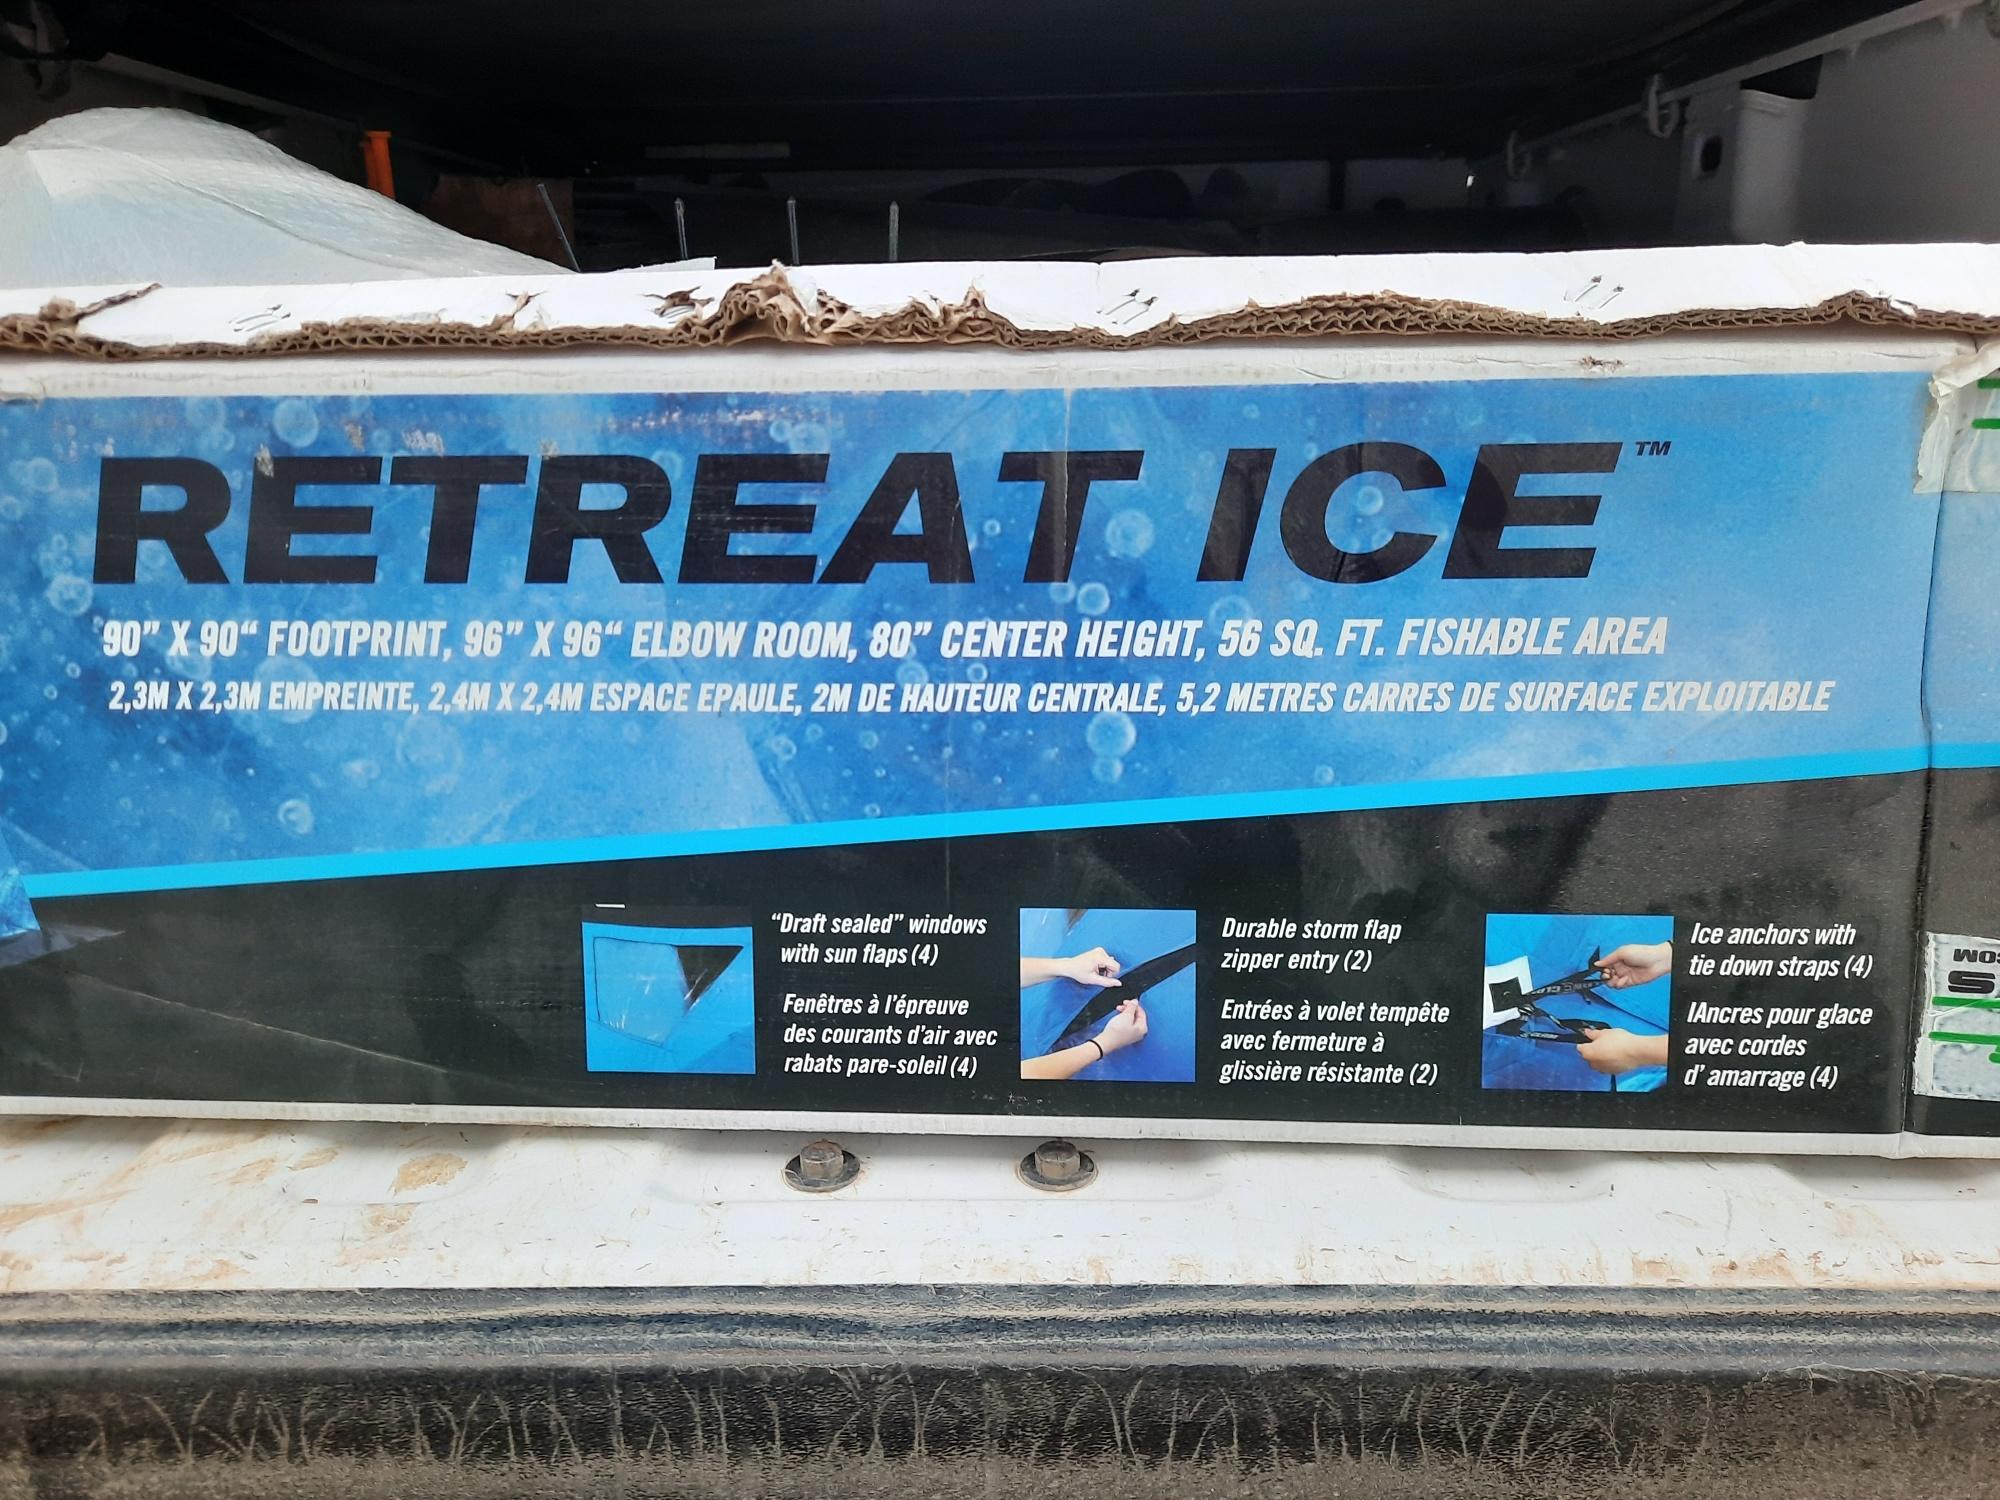 RETREAT ICE™
90” X 90“ FOOTPRINT, 96” X 96“ ELBOW ROOM, 80” CENTER HEIGHT, 56 SQ. FT. FISHABLE AREA
2,3M X 2,3M EMPREINTE, 2,4M X 2,4M ESPACE EPAULE, 2M DE HAUTEUR CENTRALE, 5,2 METRES CARRES DE SURFACE EXPLOITABLE
“Draft sealed” windows
with sun flaps (4)
Fenêtres à l’épreuve
des courants d’air avec
rabats pare-soleil (4)
Durable storm flap
zipper entry (2)
Entrées à volet tempête
avec fermeture à
glissière résistante (2)
Ice anchors with
tie down straps (4)
IAncres pour glace
avec cordes
d’ amarrage (4)